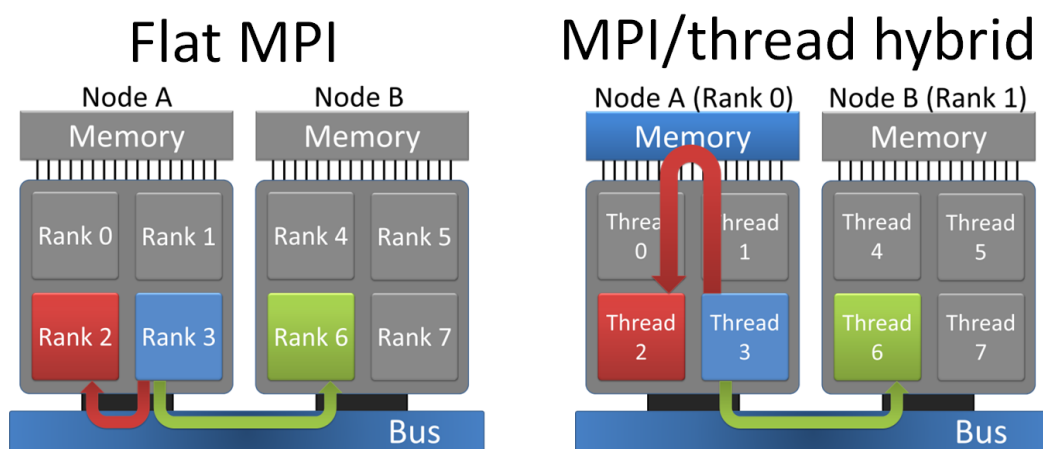 Flat MPI
Node A
Node B
Memory
Memory
Rank 0
Rank 1
Rank 4
Rank 5
Rank 2
Rank 3
Rank 6
Rank 7
Bus
MPI/thread hybrid
Node A (Rank 0)
Node B (Rank 1)
Memory
Memory
Thread
0
Thread
1
Thread
4
Thread
5
Thread
2
Thread
3
Thread
6
Thread
7
Bus